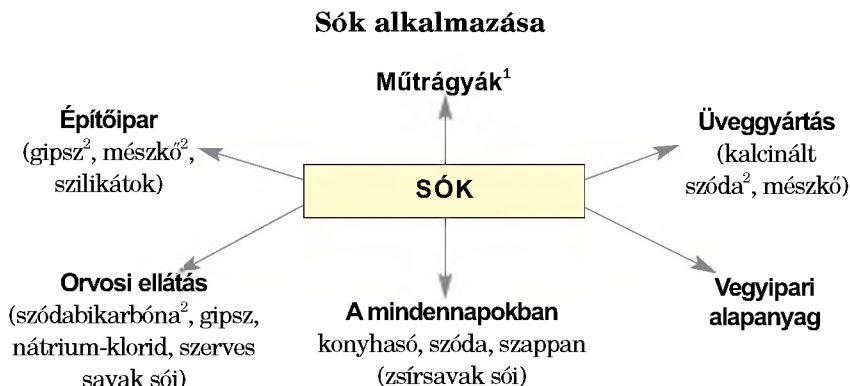 Sók alkalmazása
Műtrágyák¹
Építőipar
(gipsz², mészkő²,
szilikátok)
Üveggyártás
(kalcinált
szóda², mészkő)
SÓK
Orvosi ellátás
(szódabikarbóna², gipsz,
nátrium-klorid, szerves
savak sói)
A mindennapokban
konyhasó, szóda, szappan
(zsírsavak sói)
Vegyipari
alapanyag